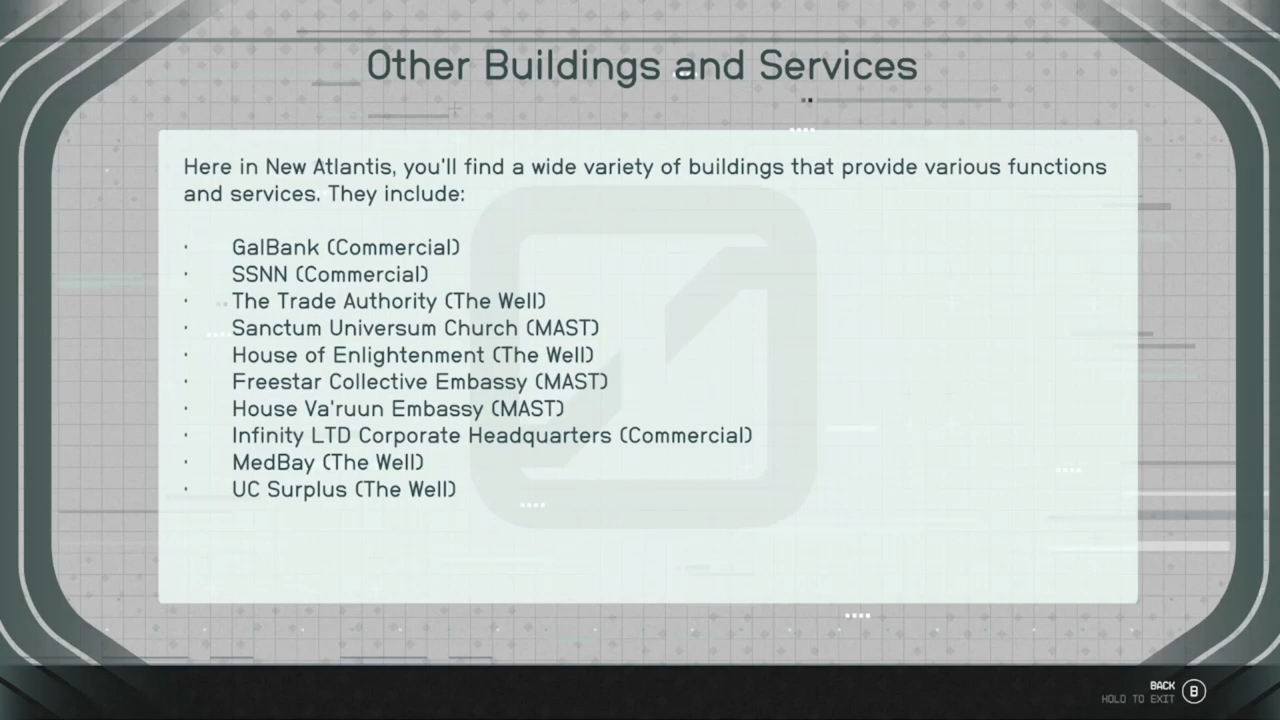 Other Buildings and Services
Here in New Atlantis, you'll find a wide variety of buildings that provide various functions
and services. They include:
· GalBank (Commercial)
· SSNN (Commercial)
· The Trade Authority (The Well)
· Sanctum Universum Church (MAST)
· House of Enlightenment (The Well)
· Freestar Collective Embassy (MAST)
· House Va'ruun Embassy (MAST)
· Infinity LTD Corporate Headquarters (Commercial)
· MedBay (The Well)
· UC Surplus (The Well)
BACK
HOLD TO EXIT
B